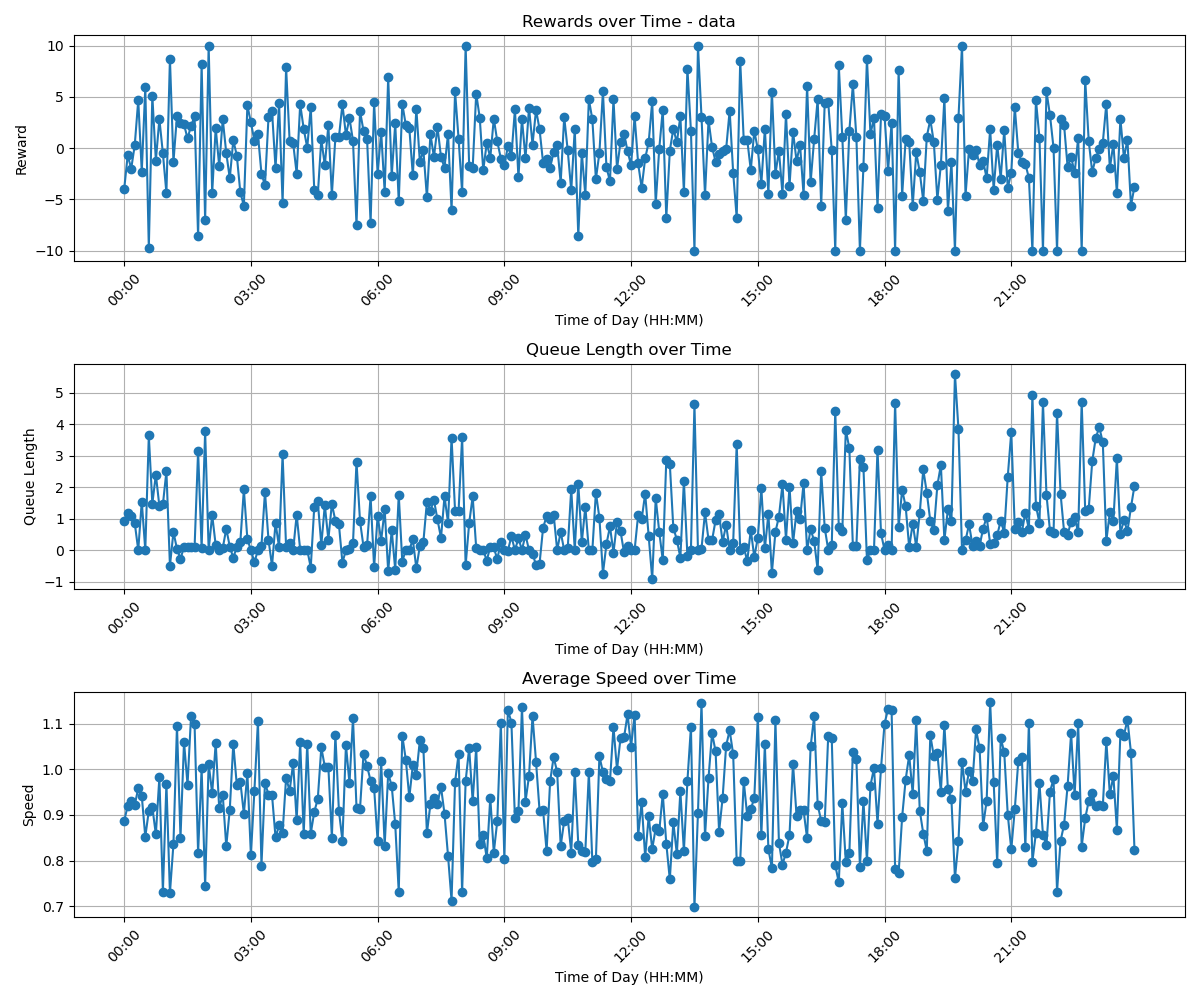 Rewards over Time - data
Reward
10
5
0
−5
−10
00:00 03:00 06:00 09:00 12:00 15:00 18:00 21:00
Time of Day (HH:MM)
Queue Length over Time
Queue Length
5
4
3
2
1
0
−1
00:00 03:00 06:00 09:00 12:00 15:00 18:00 21:00
Time of Day (HH:MM)
Average Speed over Time
Speed
1.1
1.0
0.9
0.8
0.7
00:00 03:00 06:00 09:00 12:00 15:00 18:00 21:00
Time of Day (HH:MM)